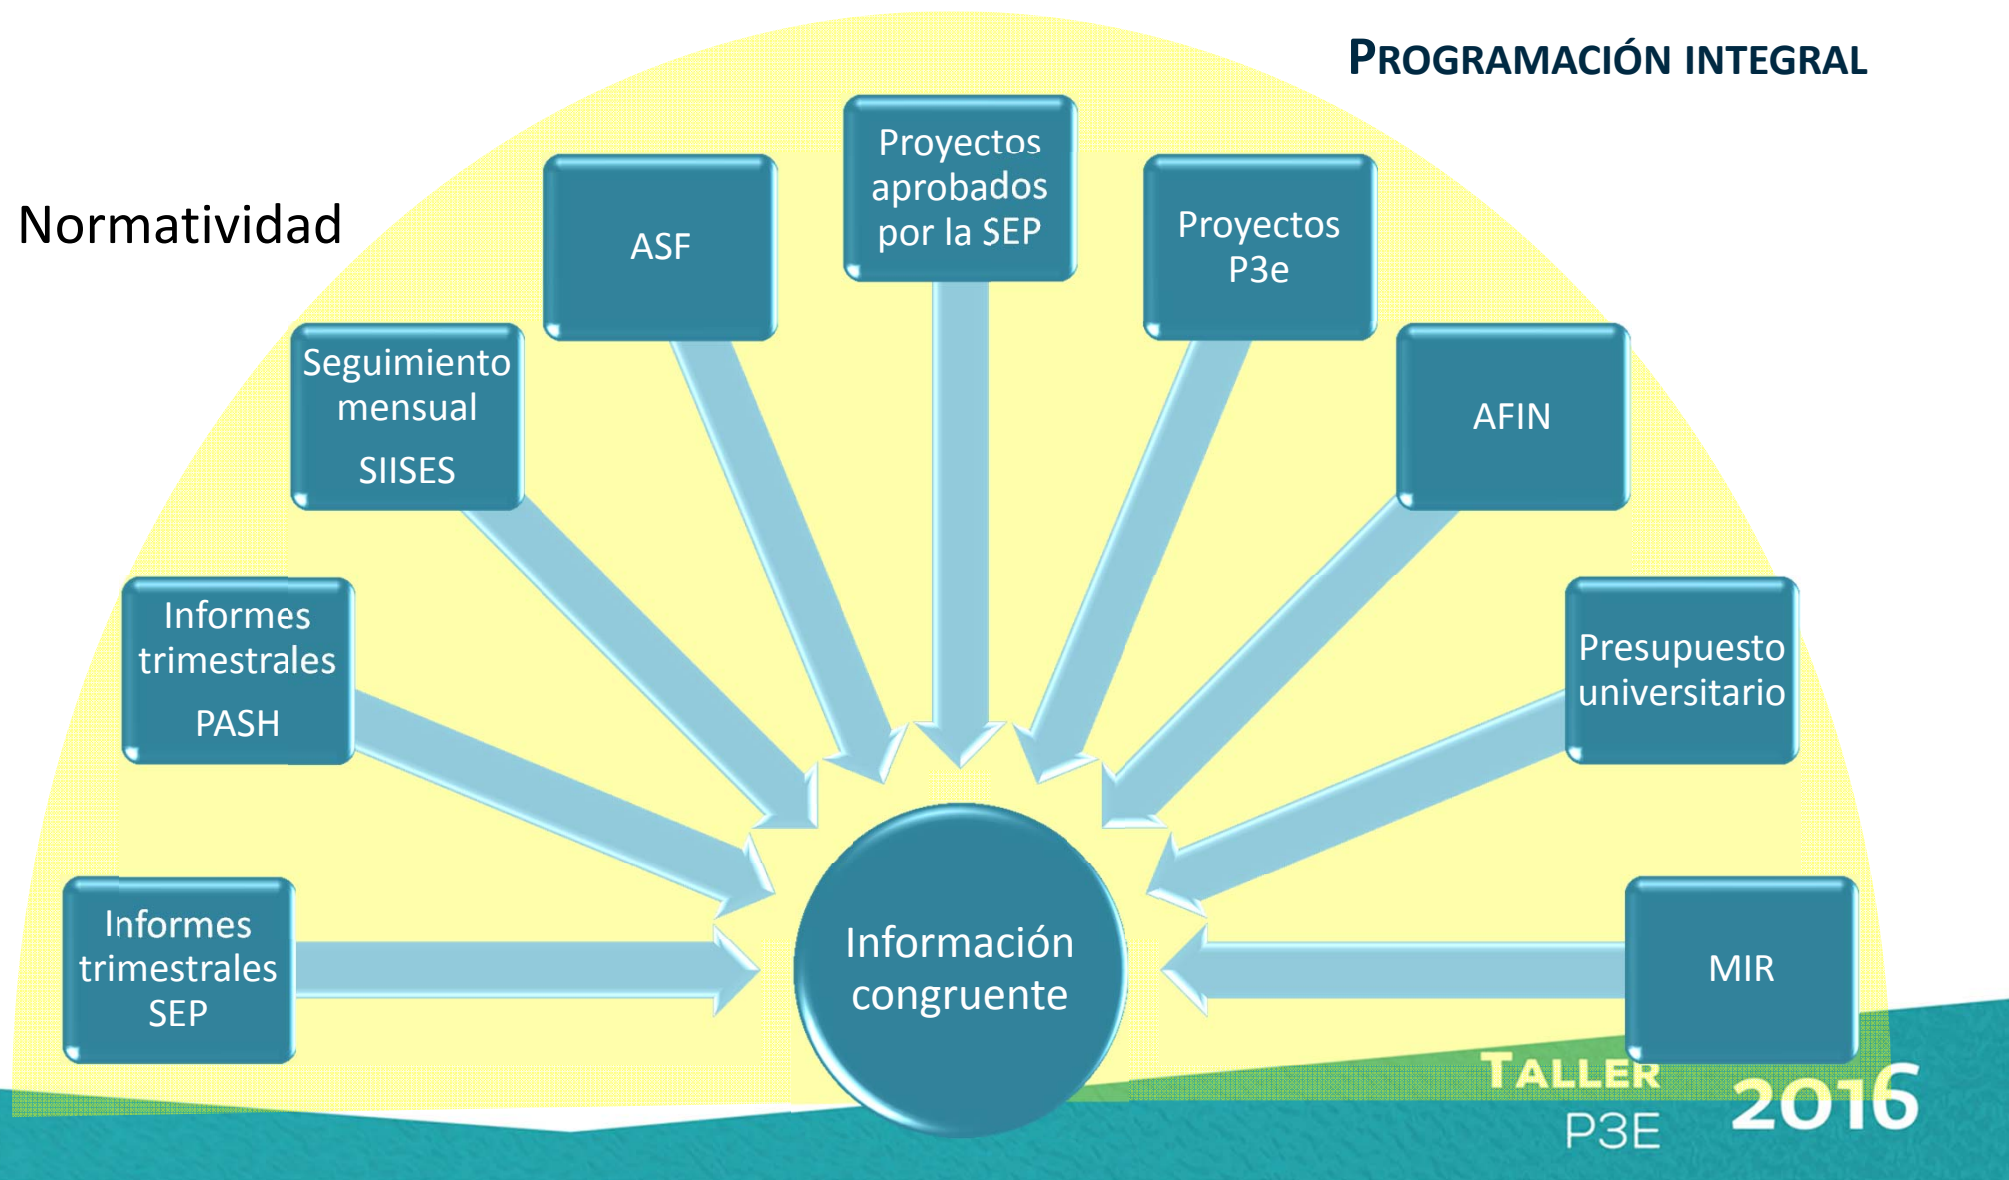 PROGRAMACIÓN INTEGRAL
Normatividad
Informes
trimestrales
SEP
Informes
trimestrales
PASH
Seguimiento
mensual
SIISES
ASF
Proyectos
aprobados
por la SEP
Proyectos
P3e
AFIN
Presupuesto
universitario
MIR
Información
congruente
TALLER
P3E
2016